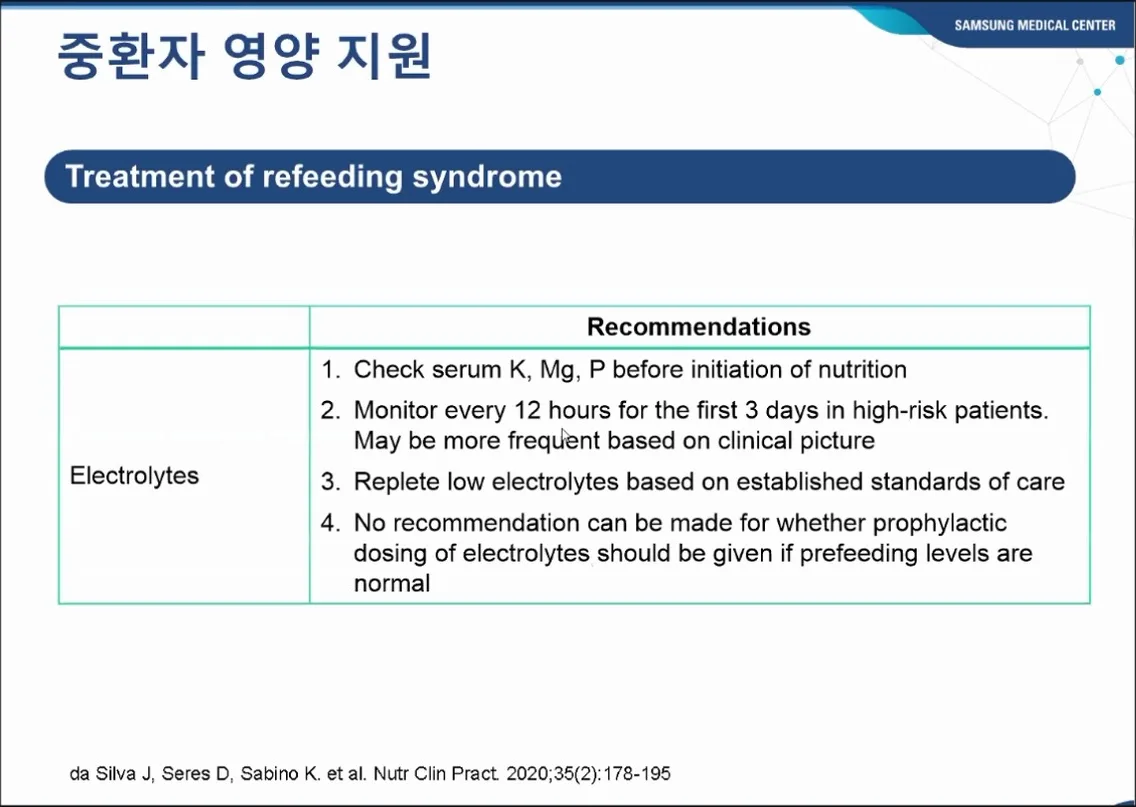 SAMSUNG MEDICAL CENTER
중환자 영양 지원
Treatment of refeeding syndrome
Recommendations
Electrolytes
1. Check serum K, Mg, P before initiation of nutrition
2. Monitor every 12 hours for the first 3 days in high-risk patients.
May be more frequent based on clinical picture
3. Replete low electrolytes based on established standards of care
4. No recommendation can be made for whether prophylactic
dosing of electrolytes should be given if prefeeding levels are
normal
da Silva J, Seres D, Sabino K. et al. Nutr Clin Pract. 2020;35(2):178-195